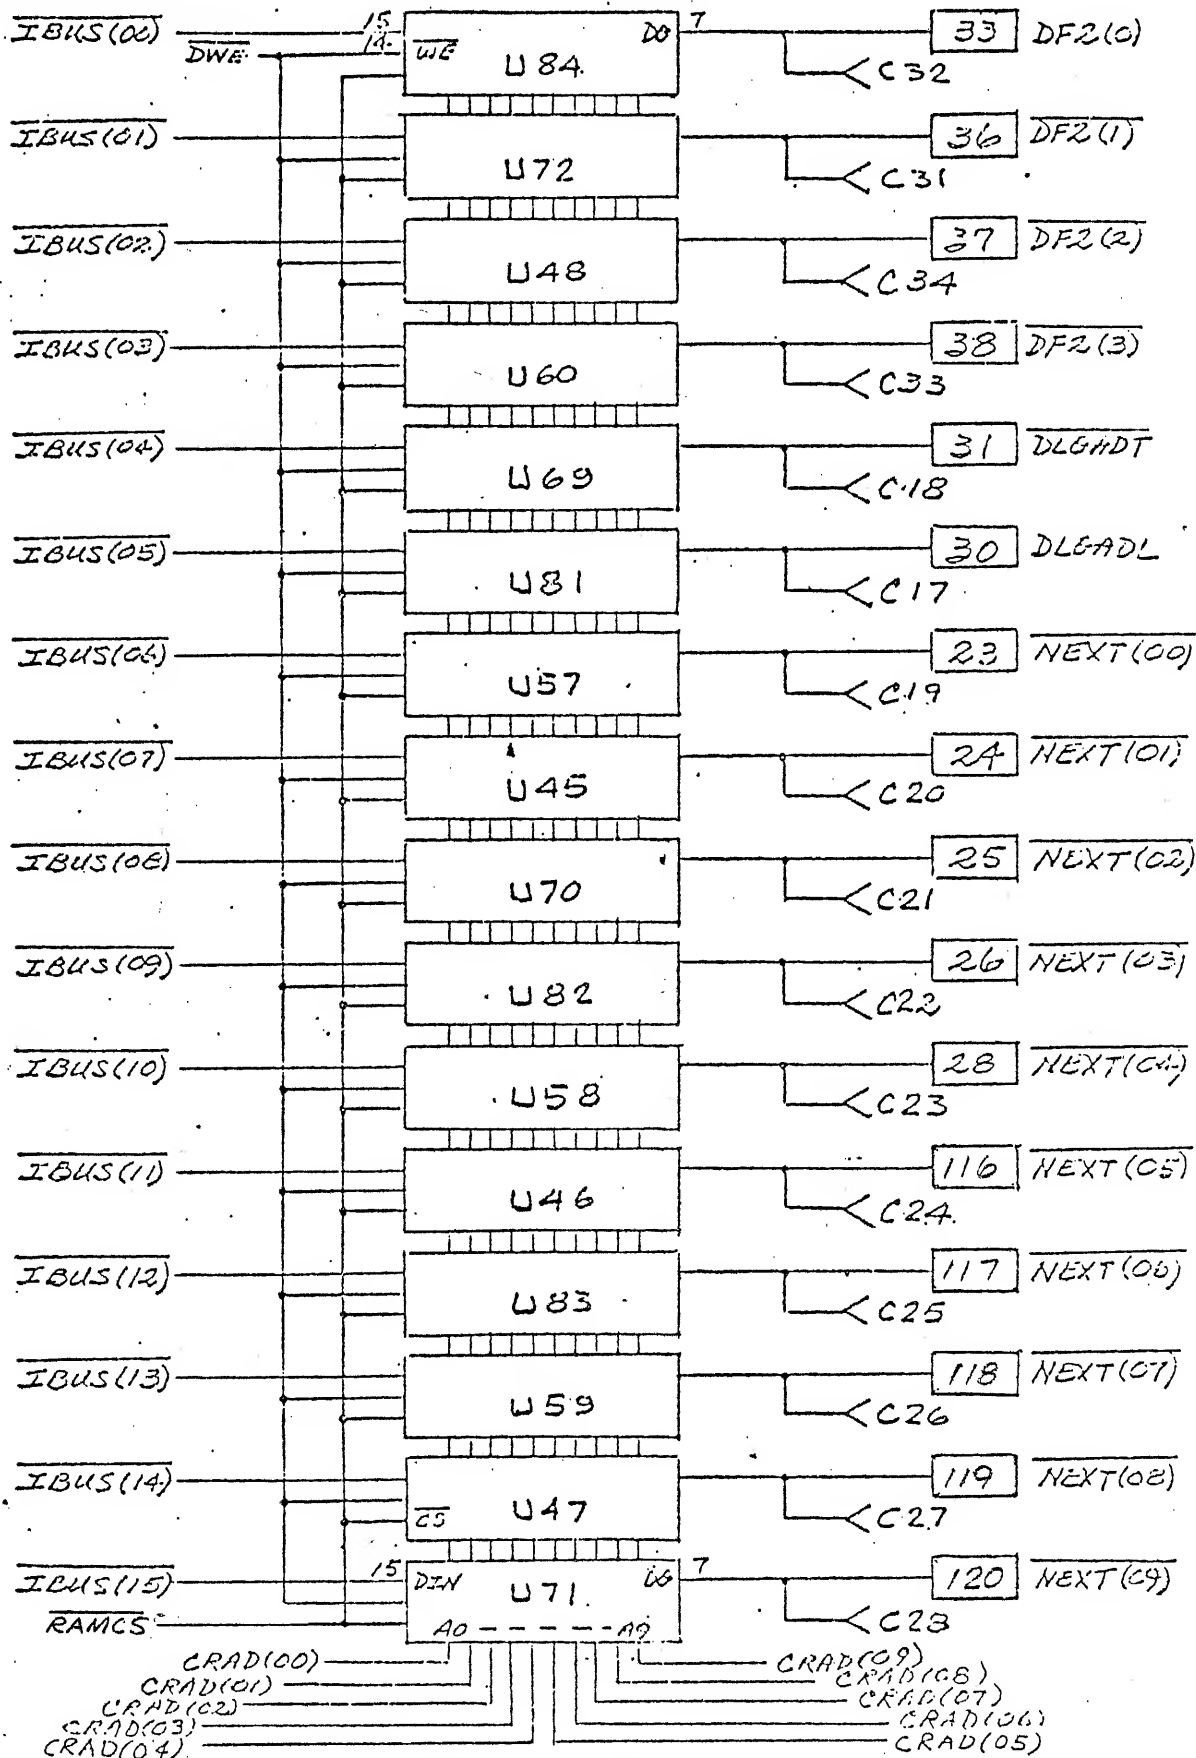 IBUS(00) 15 DO 7 33 DF2(0)
DWE 14 WE U84 C32
IBUS(01) 36 DF2(1)
U72 C31
IBUS(02) 37 DF2(2)
U48 C34
IBUS(03) 38 DF2(3)
U60 C33
IBUS(04) 31 DLGADT
U69 C18
IBUS(05) 30 DLGADL
U81 C17
IBUS(06) 23 NEXT(00)
U57 C19
IBUS(07) 24 NEXT(01)
U45 C20
IBUS(08) 25 NEXT(02)
U70 C21
IBUS(09) 26 NEXT(03)
U82 C22
IBUS(10) 28 NEXT(04)
U58 C23
IBUS(11) 116 NEXT(05)
U46 C24
IBUS(12) 117 NEXT(06)
U83 C25
IBUS(13) 118 NEXT(07)
U59 C26
IBUS(14) 119 NEXT(08)
CS U47 C27
IBUS(15) 15 DIN U71 DO 7 120 NEXT(09)
RAMCS A0 - - - - - A9 C28
CRAD(00) CRAD(09)
CRAD(01) CRAD(08)
CRAD(02) CRAD(07)
CRAD(03) CRAD(06)
CRAD(04) CRAD(05)